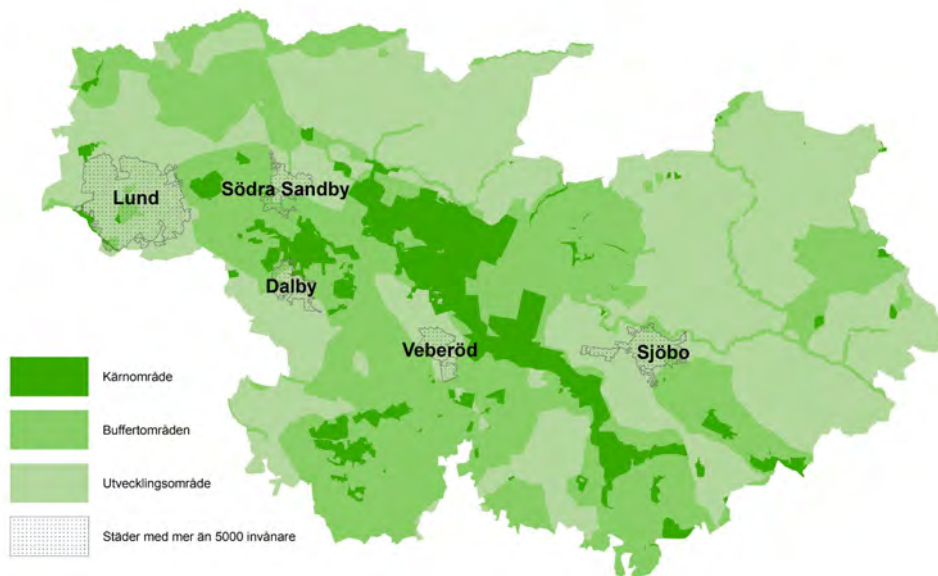 Lund
Södra Sandby
Dalby
Veberöd
Sjöbo
Kärnområde
Buffertområden
Utvecklingsområde
Städer med mer än 5000 invånare